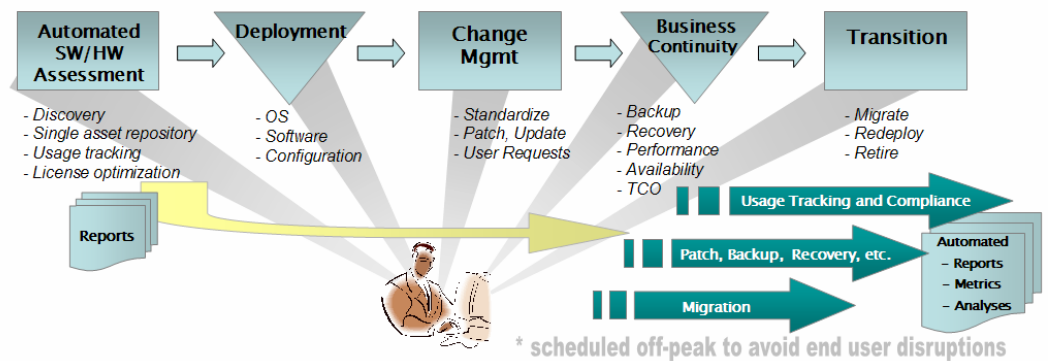 Automated
SW/HW
Assessment
Deployment
Change
Mgmt
Business
Continuity
Transition
- Discovery
- Single asset repository
- Usage tracking
- License optimization
- OS
- Software
- Configuration
- Standardize
- Patch, Update
- User Requests
- Backup
- Recovery
- Performance
- Availability
- TCO
- Migrate
- Redeploy
- Retire
Reports
Usage Tracking and Compliance
Patch, Backup, Recovery, etc.
Migration
Automated
– Reports
– Metrics
– Analyses
* scheduled off-peak to avoid end user disruptions